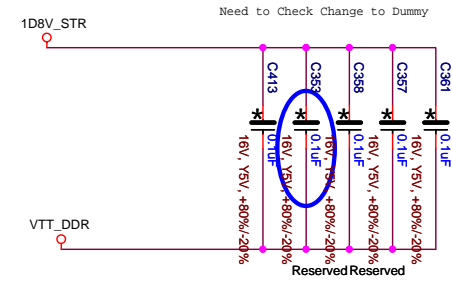 Need to Check Change to Dummy
1D8V_STR
C413
C353
C358
C357
C361
*
*
*
*
*
0.1uF
0.1uF
0.1uF
0.1uF
0.1uF
16V, Y5V, +80%/-20%
16V, Y5V, +80%/-20%
16V, Y5V, +80%/-20%
16V, Y5V, +80%/-20%
16V, Y5V, +80%/-20%
VTT_DDR
Reserved Reserved